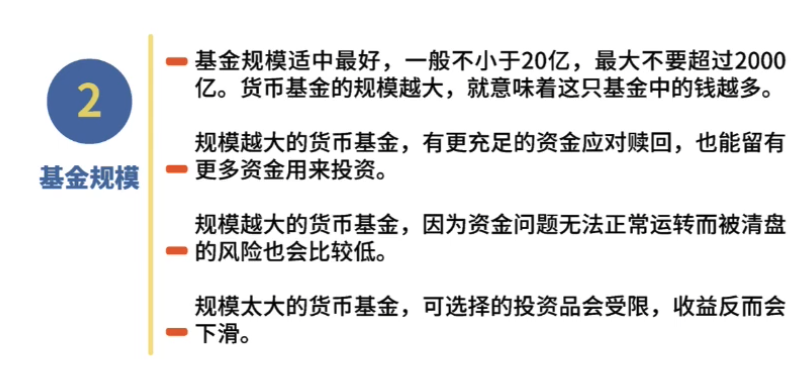 2
基金规模
基金规模适中最好，一般不小于20亿，最大不要超过2000
亿。货币基金的规模越大，就意味着这只基金中的钱越多。
规模越大的货币基金，有更充足的资金应对赎回，也能留有
更多资金用来投资。
规模越大的货币基金，因为资金问题无法正常运转而被清盘
的风险也会比较低。
规模太大的货币基金，可选择的投资品会受限，收益反而会
下滑。